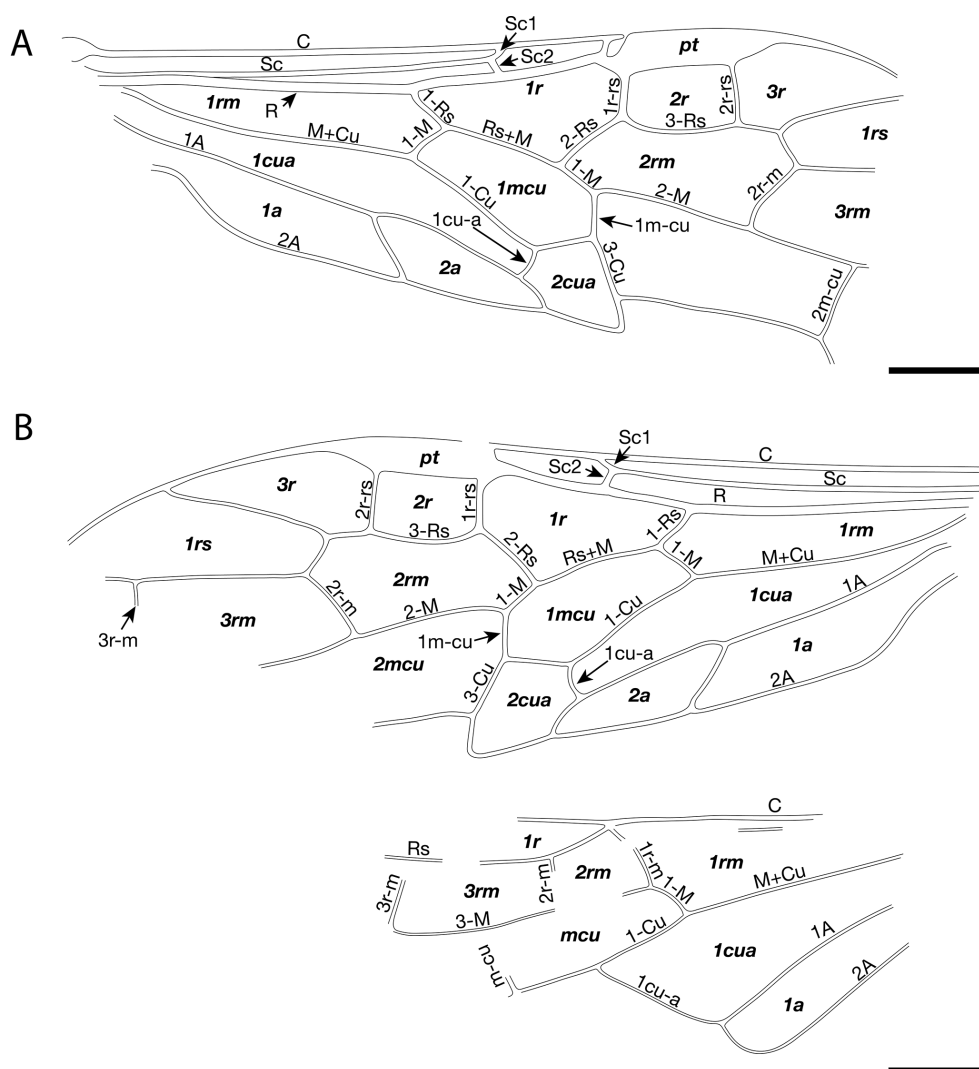 A
C
Sc1
Sc2
Sc
pt
R
1rm
1-Rs
1r
1r-rs
2r
2r-rs
3r
3-Rs
1rs
M+Cu
1-M
Rs+M
2-Rs
2rm
1A
1cua
1-Cu
1mcu
1-M
2-M
2r-m
3rm
1a
2A
1cu-a
1m-cu
2a
2cua
3-Cu
2m-cu
B
Sc1
Sc2
C
Sc
R
pt
3r
2r-rs
2r
1r-rs
3-Rs
1r
1-Rs
1rm
1rs
2-Rs
Rs+M
1-M
M+Cu
2rm
2r-m
2-M
1-M
1mcu
1-Cu
1cua
1A
3r-m
3rm
1m-cu
2mcu
1cu-a
1a
3-Cu
2cua
2a
2A
C
1r
Rs
1r-m
1rm
3r-m
3rm
2r-m
2rm
1-M
M+Cu
3-M
mcu
1-Cu
1cua
1A
m-cu
1cu-a
1a
2A